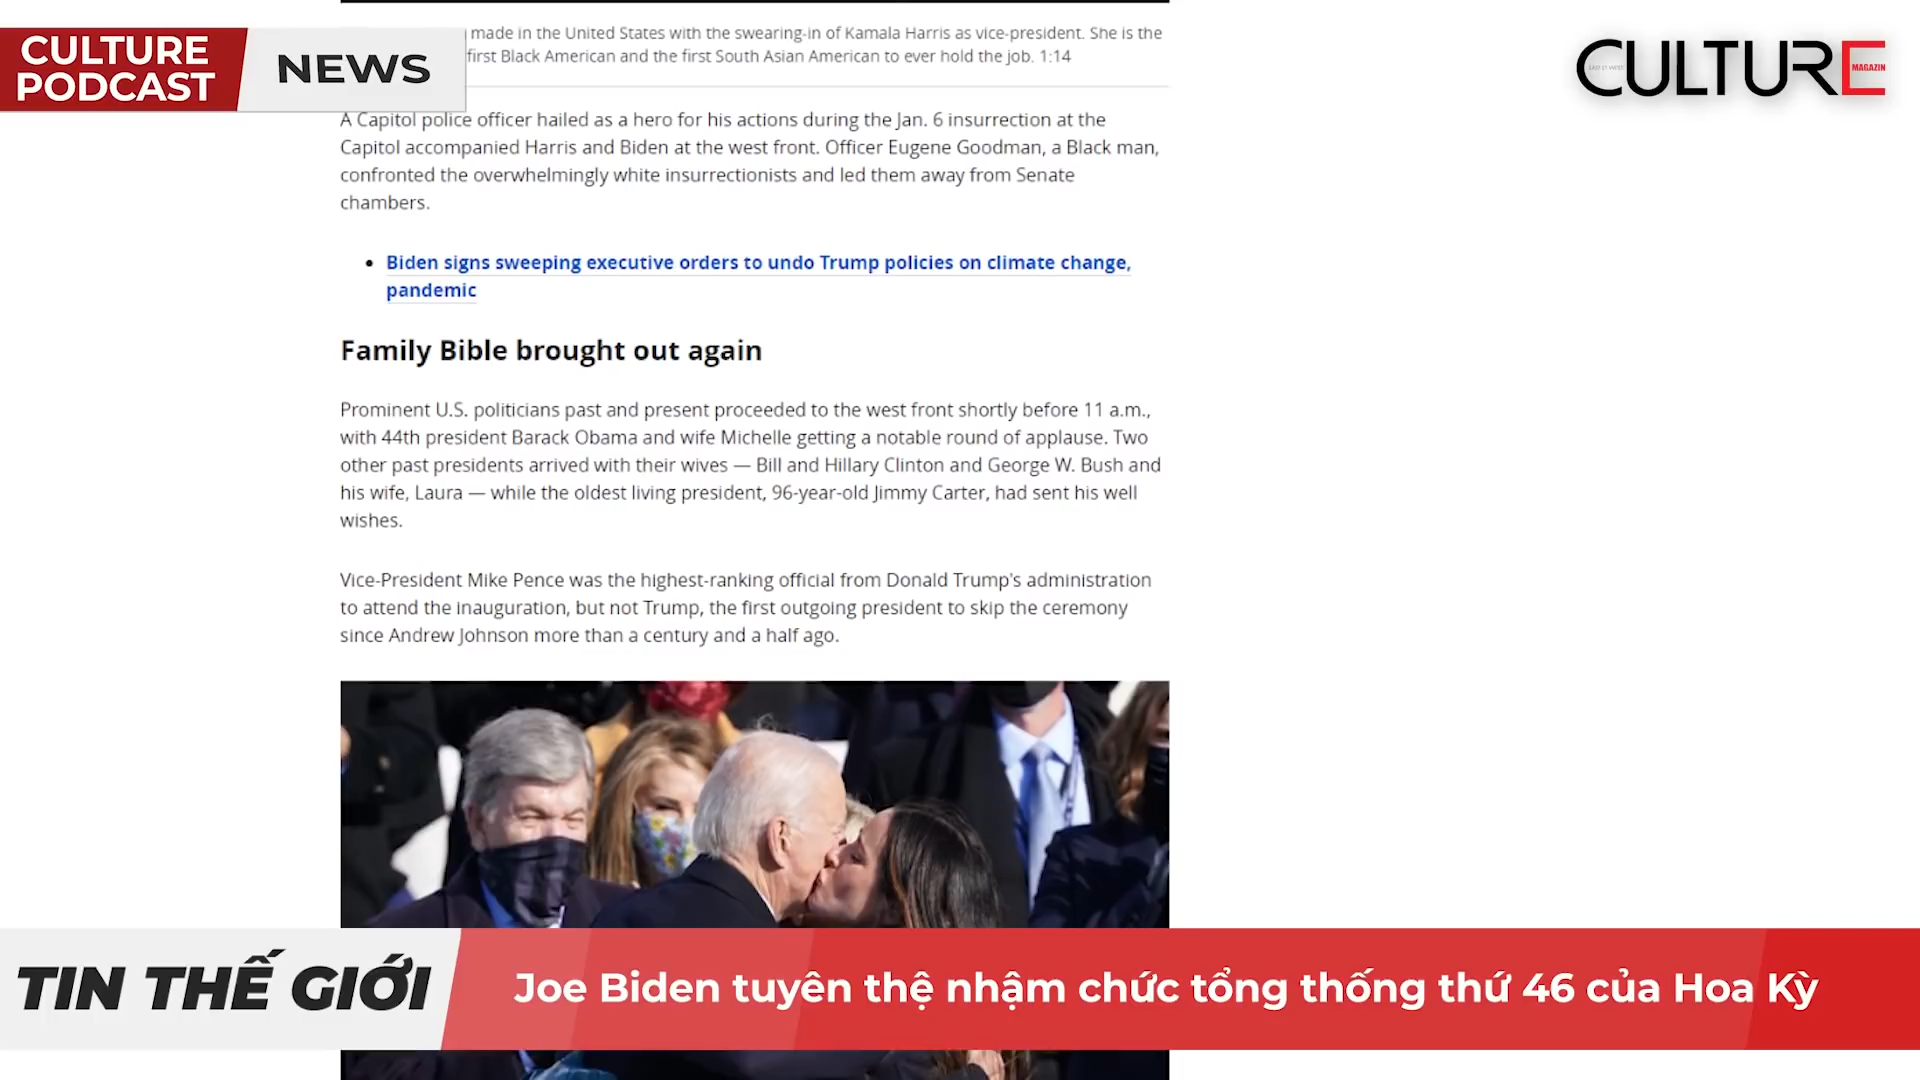 CULTURE
PODCAST
NEWS
CULTURE
MAGAZIN
made in the United States with the swearing-in of Kamala Harris as vice-president. She is the
first Black American and the first South Asian American to ever hold the job. 1:14
A Capitol police officer hailed as a hero for his actions during the Jan. 6 insurrection at the
Capitol accompanied Harris and Biden at the west front. Officer Eugene Goodman, a Black man,
confronted the overwhelmingly white insurrectionists and led them away from Senate
chambers.
• Biden signs sweeping executive orders to undo Trump policies on climate change,
pandemic
Family Bible brought out again
Prominent U.S. politicians past and present proceeded to the west front shortly before 11 a.m.,
with 44th president Barack Obama and wife Michelle getting a notable round of applause. Two
other past presidents arrived with their wives — Bill and Hillary Clinton and George W. Bush and
his wife, Laura — while the oldest living president, 96-year-old Jimmy Carter, had sent his well
wishes.
Vice-President Mike Pence was the highest-ranking official from Donald Trump's administration
to attend the inauguration, but not Trump, the first outgoing president to skip the ceremony
since Andrew Johnson more than a century and a half ago.
TIN THẾ GIỚI
Joe Biden tuyên thệ nhậm chức tổng thống thứ 46 của Hoa Kỳ